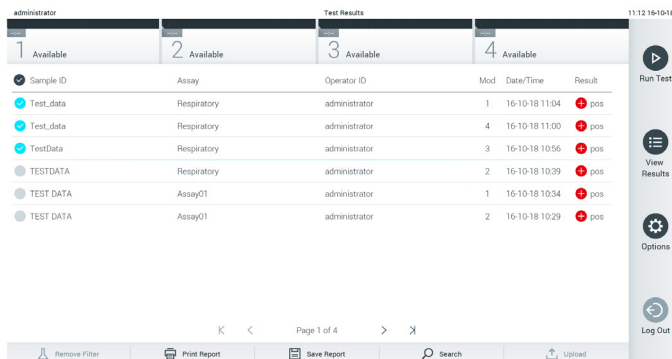 administrator Test Results 11:12 16-10-18
--:-- --:-- --:-- --:--
1 Available 2 Available 3 Available 4 Available
Sample ID Assay Operator ID Mod Date/Time Result
Test_data Respiratory administrator 1 16-10-18 11:04 pos
Test_data Respiratory administrator 4 16-10-18 11:00 pos
TestData Respiratory administrator 3 16-10-18 10:56 pos
TESTDATA Respiratory administrator 2 16-10-18 10:39 pos
TEST DATA Assay01 administrator 1 16-10-18 10:34 pos
TEST DATA Assay01 administrator 2 16-10-18 10:29 pos
Page 1 of 4
Remove Filter Print Report Save Report Search Upload
Run Test
View
Results
Options
Log Out